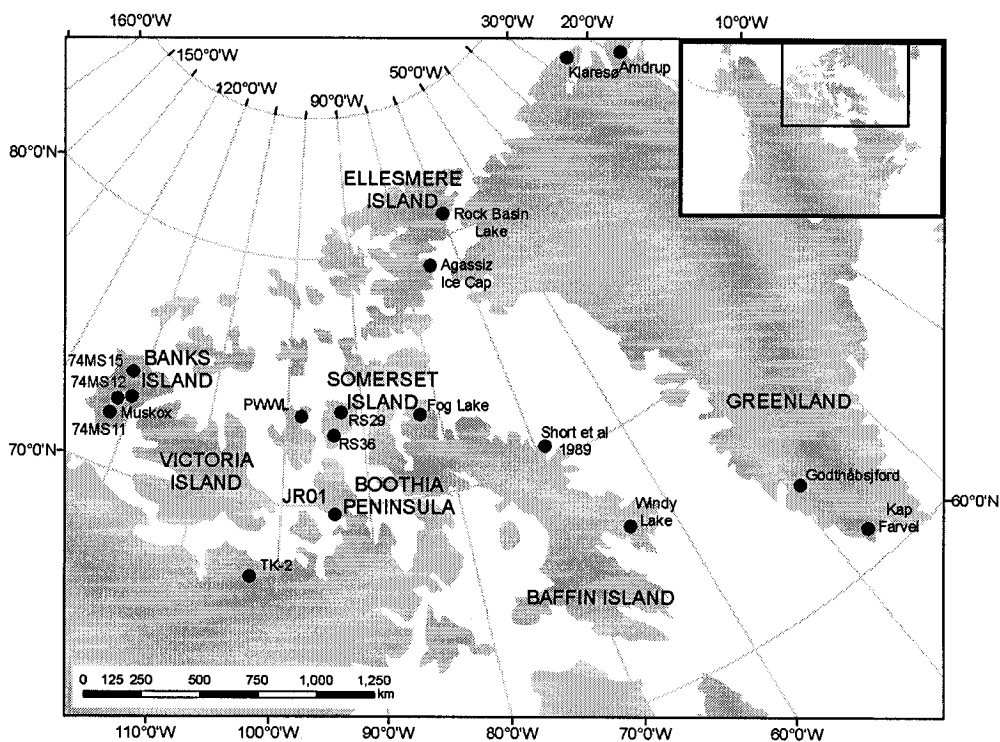 160°0'W
30°0'W
20°0'W
10°0'W
150°0'W
120°0'W
90°0'W
50°0'W
Klaresø
Amdrup
80°0'N
ELLESMERE
ISLAND
Rock Basin
Lake
Agassiz
Ice Cap
74MS15
BANKS
ISLAND
74MS12
Muskox
74MS11
SOMERSET
ISLAND
PWWL
RS29
Fog Lake
RS36
GREENLAND
70°0'N
VICTORIA
ISLAND
Short et al
1989
JR01
BOOTHIA
PENINSULA
Godthåbsjford
Windy
Lake
Kap
Farvel
60°0'N
TK-2
BAFFIN ISLAND
0 125 250 500 750 1,000 1,250
km
110°0'W
100°0'W
90°0'W
80°0'W
70°0'W
60°0'W